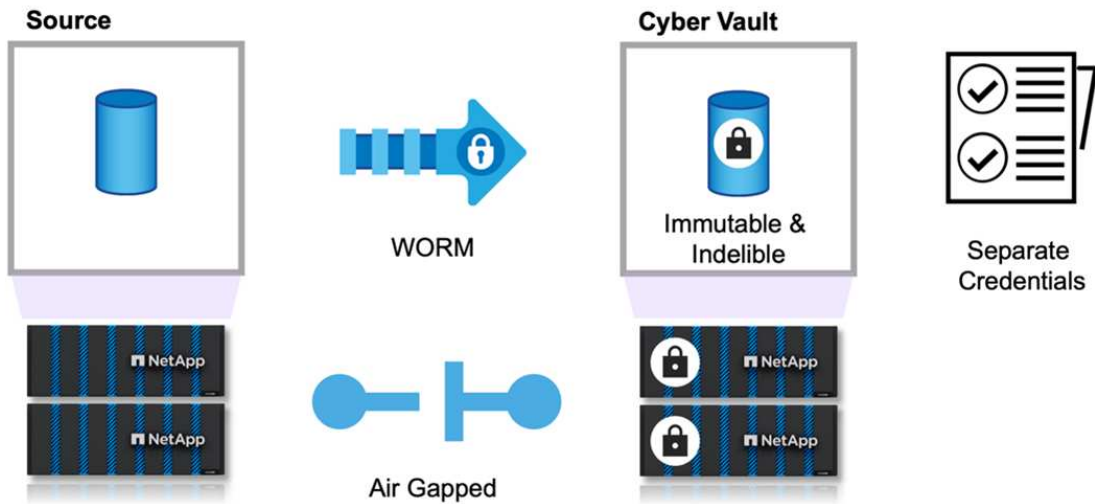 Source
Cyber Vault
WORM
Immutable &
Indelible
Separate
Credentials
NetApp
NetApp
NetApp
NetApp
Air Gapped